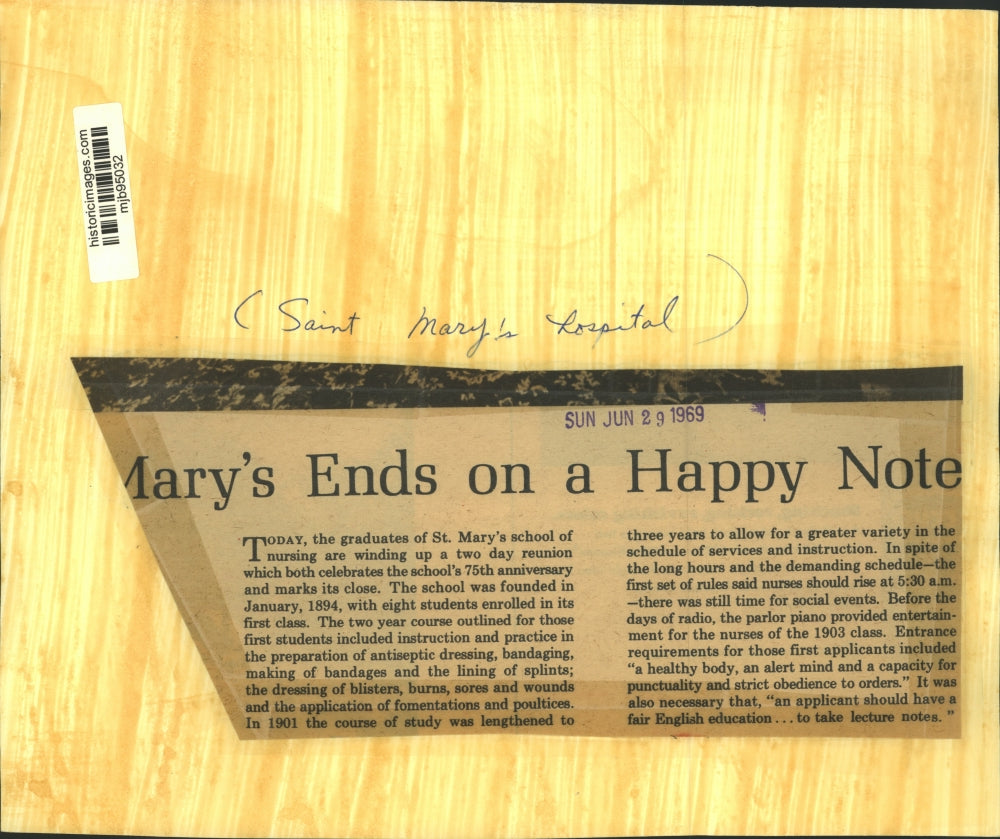 historicimages.com
mjb95032
(Saint Mary's hospital)
SUN JUN 29 1969
Mary's Ends on a Happy Note
TODAY, the graduates of St. Mary's school of
nursing are winding up a two day reunion
which both celebrates the school's 75th anniversary
and marks its close. The school was founded in
January, 1894, with eight students enrolled in its
first class. The two year course outlined for those
first students included instruction and practice in
the preparation of antiseptic dressing, bandaging,
making of bandages and the lining of splints;
the dressing of blisters, burns, sores and wounds
and the application of fomentations and poultices.
In 1901 the course of study was lengthened to
three years to allow for a greater variety in the
schedule of services and instruction. In spite of
the long hours and the demanding schedule—the
first set of rules said nurses should rise at 5:30 a.m.
—there was still time for social events. Before the
days of radio, the parlor piano provided entertain-
ment for the nurses of the 1903 class. Entrance
requirements for those first applicants included
"a healthy body, an alert mind and a capacity for
punctuality and strict obedience to orders." It was
also necessary that, "an applicant should have a
fair English education . . . to take lecture notes. "